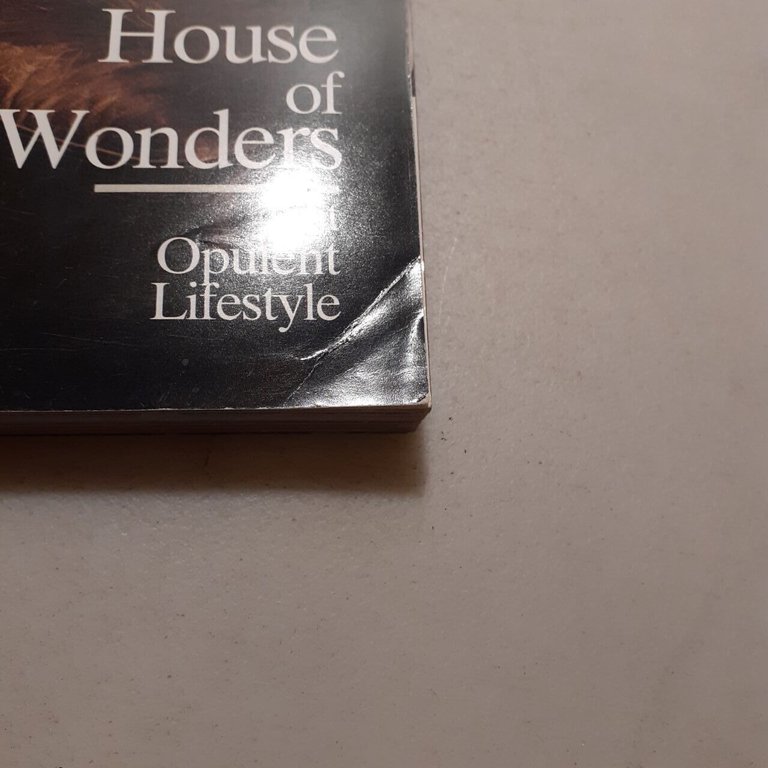 House
of
Wonders
Opulent
Lifestyle